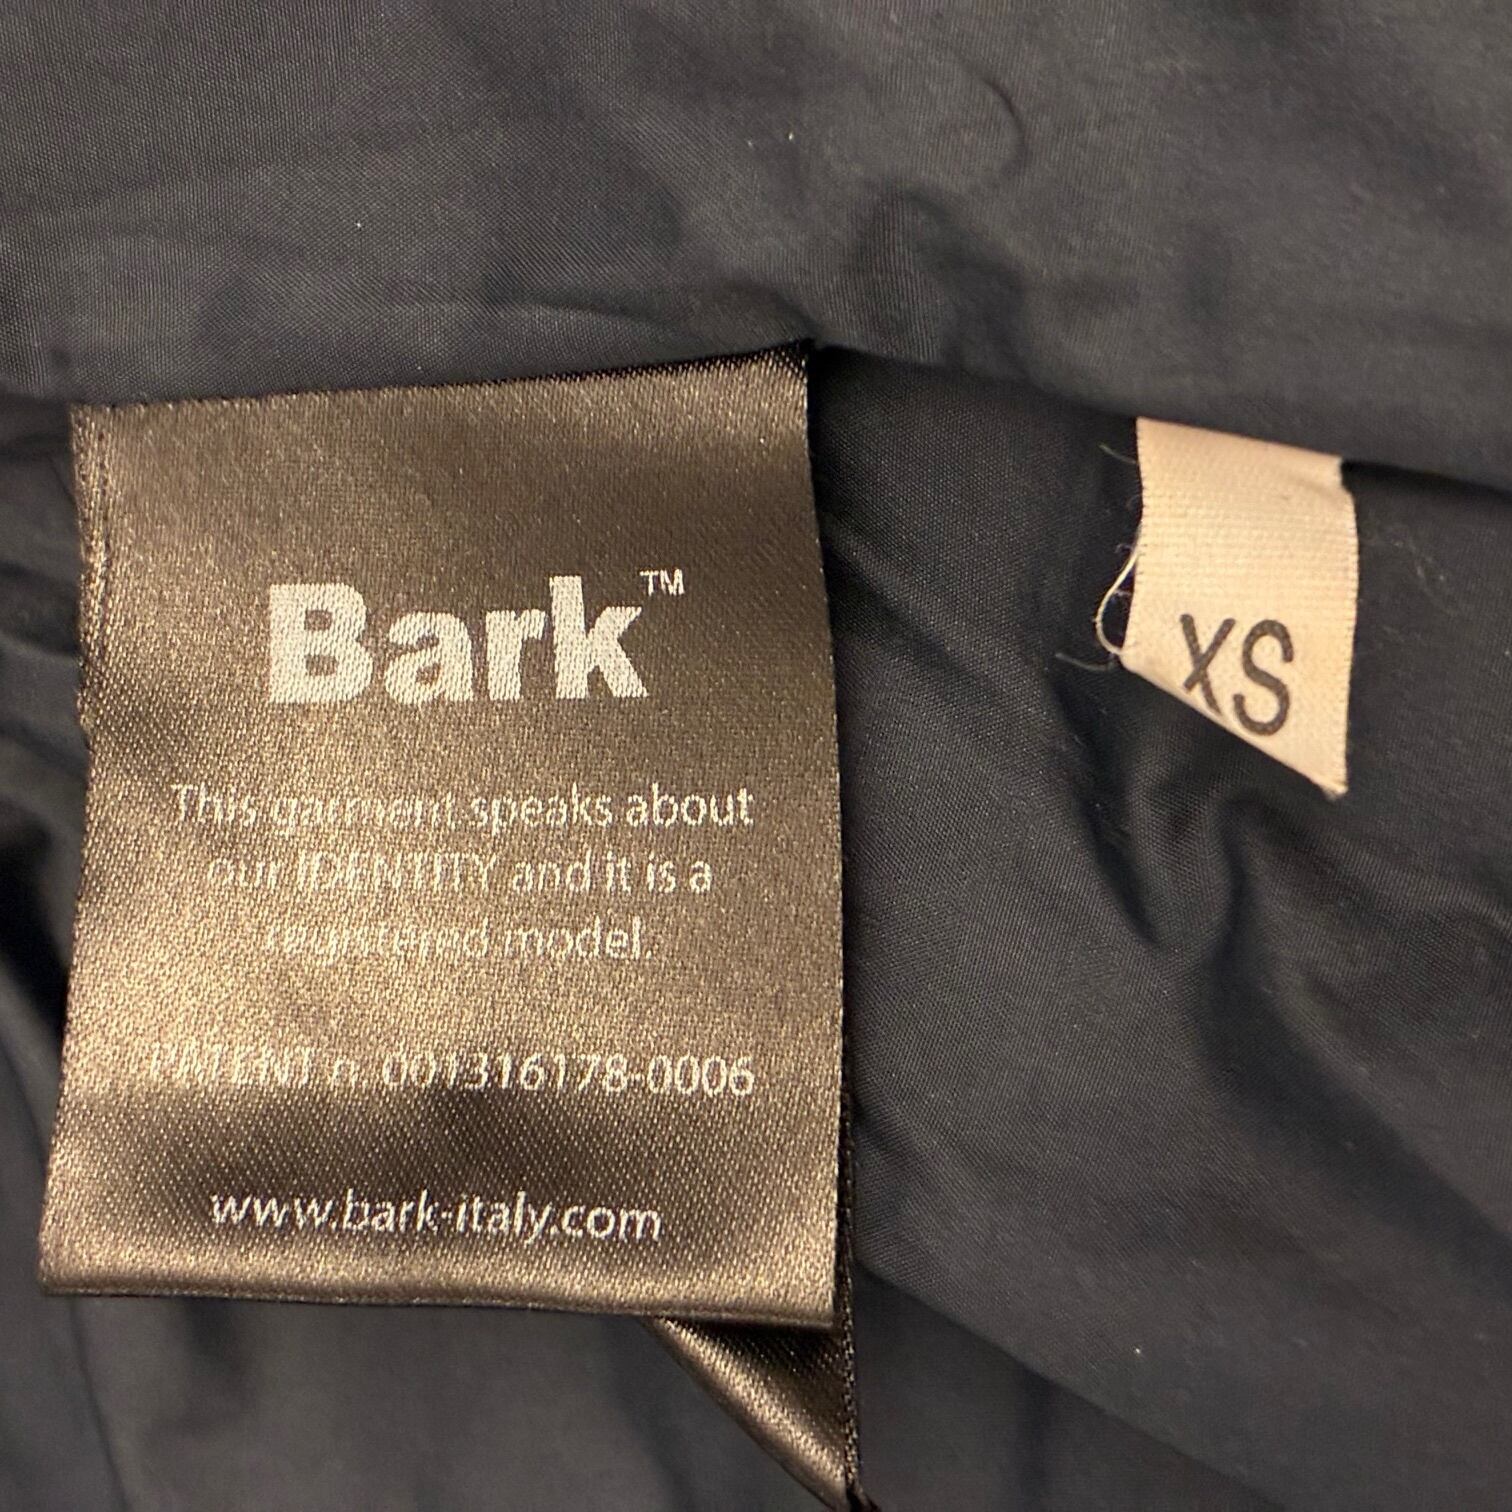 Bark™
This garment speaks about
our IDENTITY and it is a
registered model.
PATENT n. 001316178-0006
www.bark-italy.com
XS